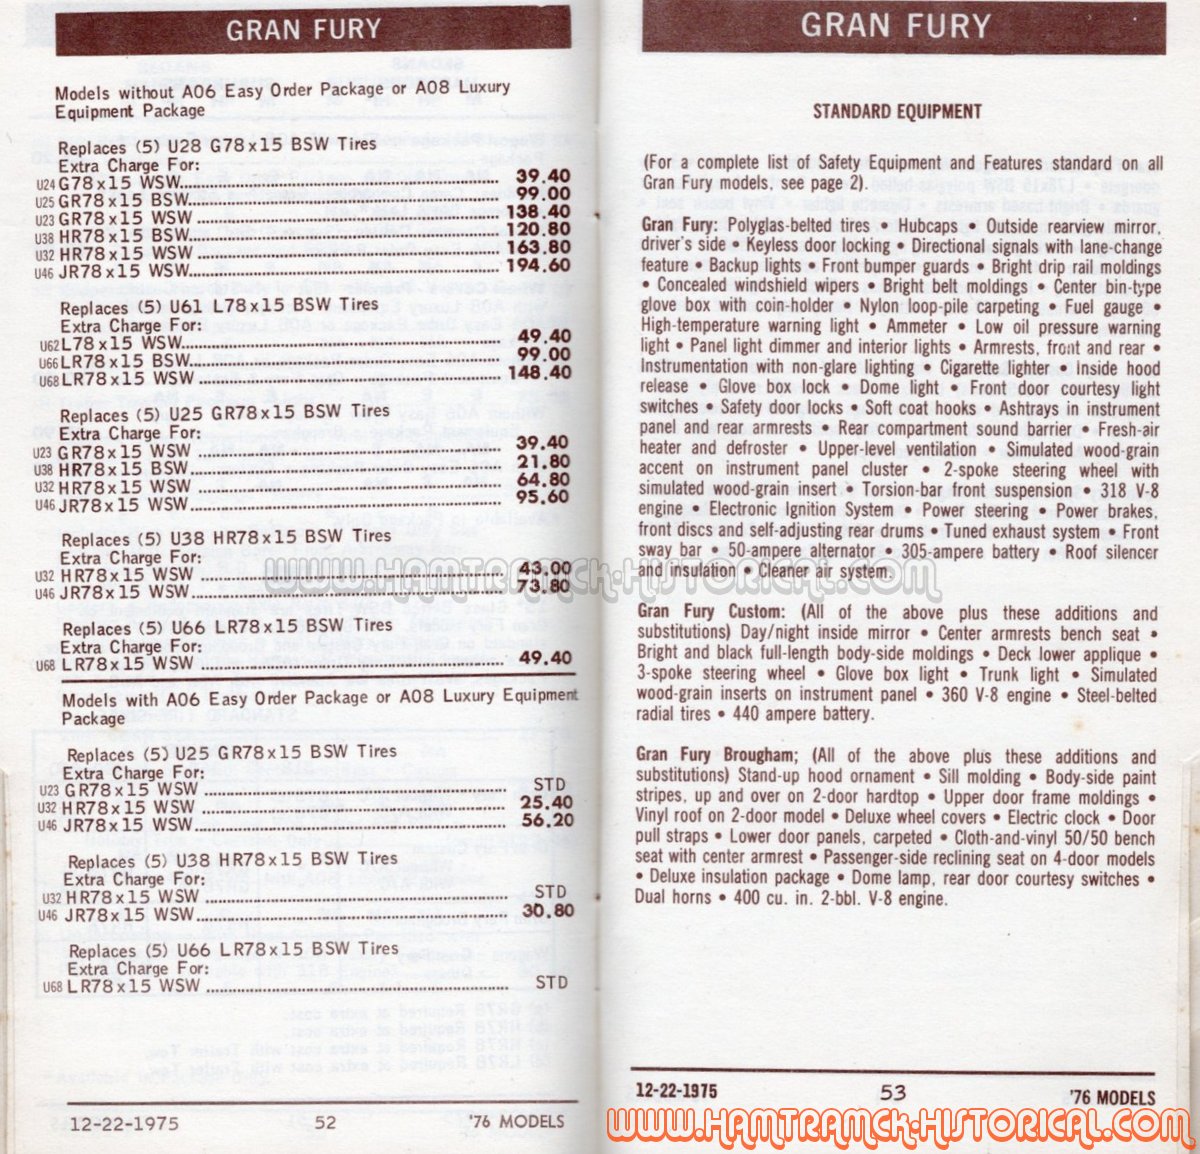 GRAN FURY
Models without A06 Easy Order Package or A08 Luxury
Equipment Package
Replaces (5) U28 G78x15 BSW Tires
Extra Charge For:
U24 G78x15 WSW 39.40
U25 GR78x15 BSW 99.00
U23 GR78x15 WSW 138.40
U38 HR78x15 BSW 120.80
U32 HR78x15 WSW 163.80
U46 JR78x15 WSW 194.60
Replaces (5) U61 L78x15 BSW Tires
Extra Charge For:
U62 L78x15 WSW 49.40
U66 LR78x15 BSW 99.00
U68 LR78x15 WSW 148.40
Replaces (5) U25 GR78x15 BSW Tires
Extra Charge For:
U23 GR78x15 WSW 39.40
U38 HR78x15 BSW 21.80
U32 HR78x15 WSW 64.80
U46 JR78x15 WSW 95.60
Replaces (5) U38 HR78x15 BSW Tires
Extra Charge For:
U32 HR78x15 WSW 43.00
U46 JR78x15 WSW 73.80
Replaces (5) U66 LR78x15 BSW Tires
Extra Charge For:
U68 LR78x15 WSW 49.40
Models with A06 Easy Order Package or A08 Luxury Equipment
Package
Replaces (5) U25 GR78x15 BSW Tires
Extra Charge For:
U23 GR78x15 WSW STD
U32 HR78x15 WSW 25.40
U46 JR78x15 WSW 56.20
Replaces (5) U38 HR78x15 BSW Tires
Extra Charge For:
U32 HR78x15 WSW STD
U46 JR78x15 WSW 30.80
Replaces (5) U66 LR78x15 BSW Tires
Extra Charge For:
U68 LR78x15 WSW STD
12-22-1975 52 '76 MODELS
GRAN FURY
STANDARD EQUIPMENT
(For a complete list of Safety Equipment and Features standard on all
Gran Fury models, see page 2).
Gran Fury: Polyglas-belted tires • Hubcaps • Outside rearview mirror,
driver's side • Keyless door locking • Directional signals with lane-change
feature • Backup lights • Front bumper guards • Bright drip rail moldings
• Concealed windshield wipers • Bright belt moldings • Center bin-type
glove box with coin-holder • Nylon loop-pile carpeting • Fuel gauge •
High-temperature warning light • Ammeter • Low oil pressure warning
light • Panel light dimmer and interior lights • Armrests, front and rear •
Instrumentation with non-glare lighting • Cigarette lighter • Inside hood
release • Glove box lock • Dome light • Front door courtesy light
switches • Safety door locks • Soft coat hooks • Ashtrays in instrument
panel and rear armrests • Rear compartment sound barrier • Fresh-air
heater and defroster • Upper-level ventilation • Simulated wood-grain
accent on instrument panel cluster • 2-spoke steering wheel with
simulated wood-grain insert • Torsion-bar front suspension • 318 V-8
engine • Electronic Ignition System • Power steering • Power brakes,
front discs and self-adjusting rear drums • Tuned exhaust system • Front
sway bar • 50-ampere alternator • 305-ampere battery • Roof silencer
and insulation • Cleaner air system.
Gran Fury Custom: (All of the above plus these additions and
substitutions) Day/night inside mirror • Center armrests bench seat •
Bright and black full-length body-side moldings • Deck lower applique •
3-spoke steering wheel • Glove box light • Trunk light • Simulated
wood-grain inserts on instrument panel • 360 V-8 engine • Steel-belted
radial tires • 440 ampere battery.
Gran Fury Brougham; (All of the above plus these additions and
substitutions) Stand-up hood ornament • Sill molding • Body-side paint
stripes, up and over on 2-door hardtop • Upper door frame moldings •
Vinyl roof on 2-door model • Deluxe wheel covers • Electric clock • Door
pull straps • Lower door panels, carpeted • Cloth-and-vinyl 50/50 bench
seat with center armrest • Passenger-side reclining seat on 4-door models
• Deluxe insulation package • Dome lamp, rear door courtesy switches •
Dual horns • 400 cu. in. 2-bbl. V-8 engine.
12-22-1975 53 '76 MODELS
www.Hamtramck-Historical.com
www.Hamtramck-Historical.com